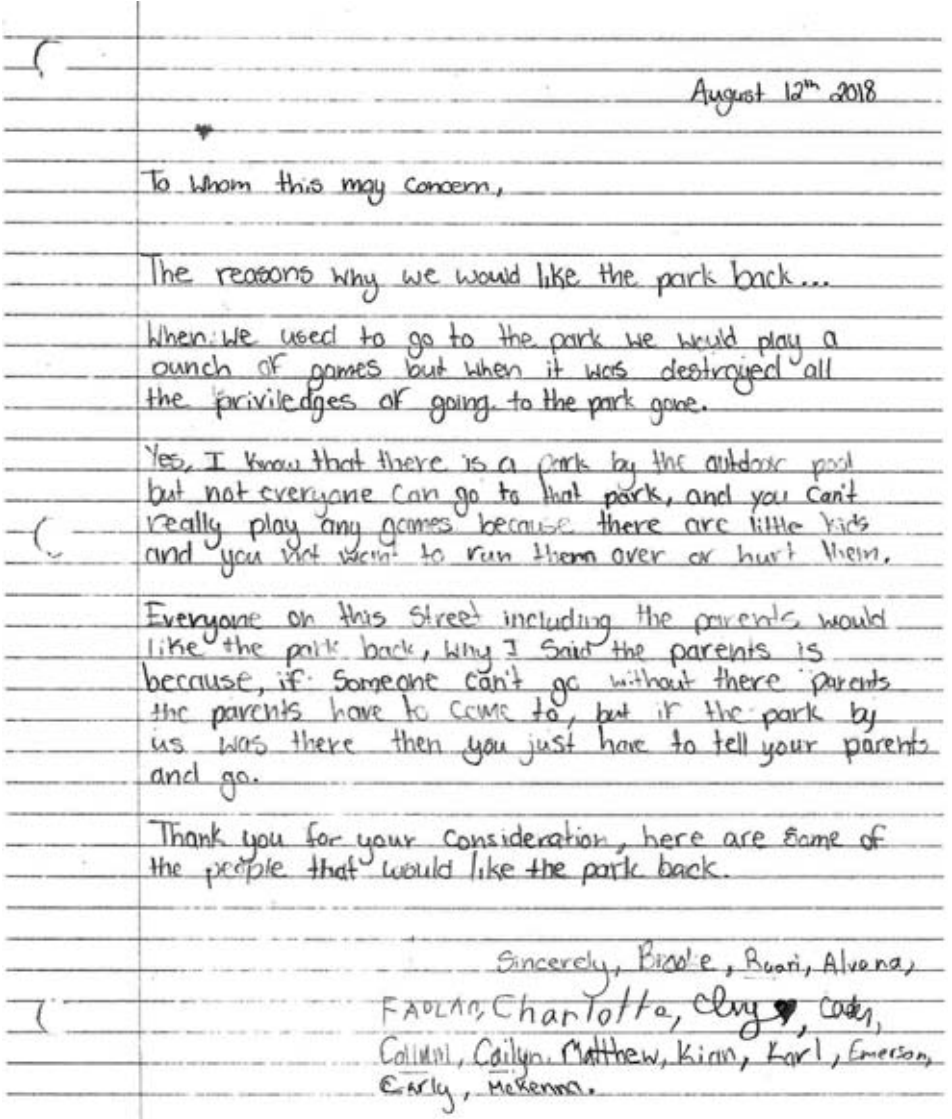 August 12th 2018
To Whom this may concern,
The reasons why we would like the park back...
When we used to go to the park we would play a
bunch of games but when it was destroyed all
the priviledges of going to the park gone.
Yes, I know that there is a park by the outdoor pool
but not everyone can go to that park, and you can't
really play any games because there are little kids
and you not want to run them over or hurt them.
Everyone on this street including the parents would
like the park back, why I said the parents is
because, if someone can't go without there parents
the parents have to come to, but if the park by
us was there then you just have to tell your parents
and go.
Thank you for your consideration, here are some of
the people that would like the park back.
Sincerely, Brooke, Ruari, Alvana,
FAOLAN, Charlotte,
Cailyn, Matthew, Kian, Karl, Emerson,
Carly, McKenna.